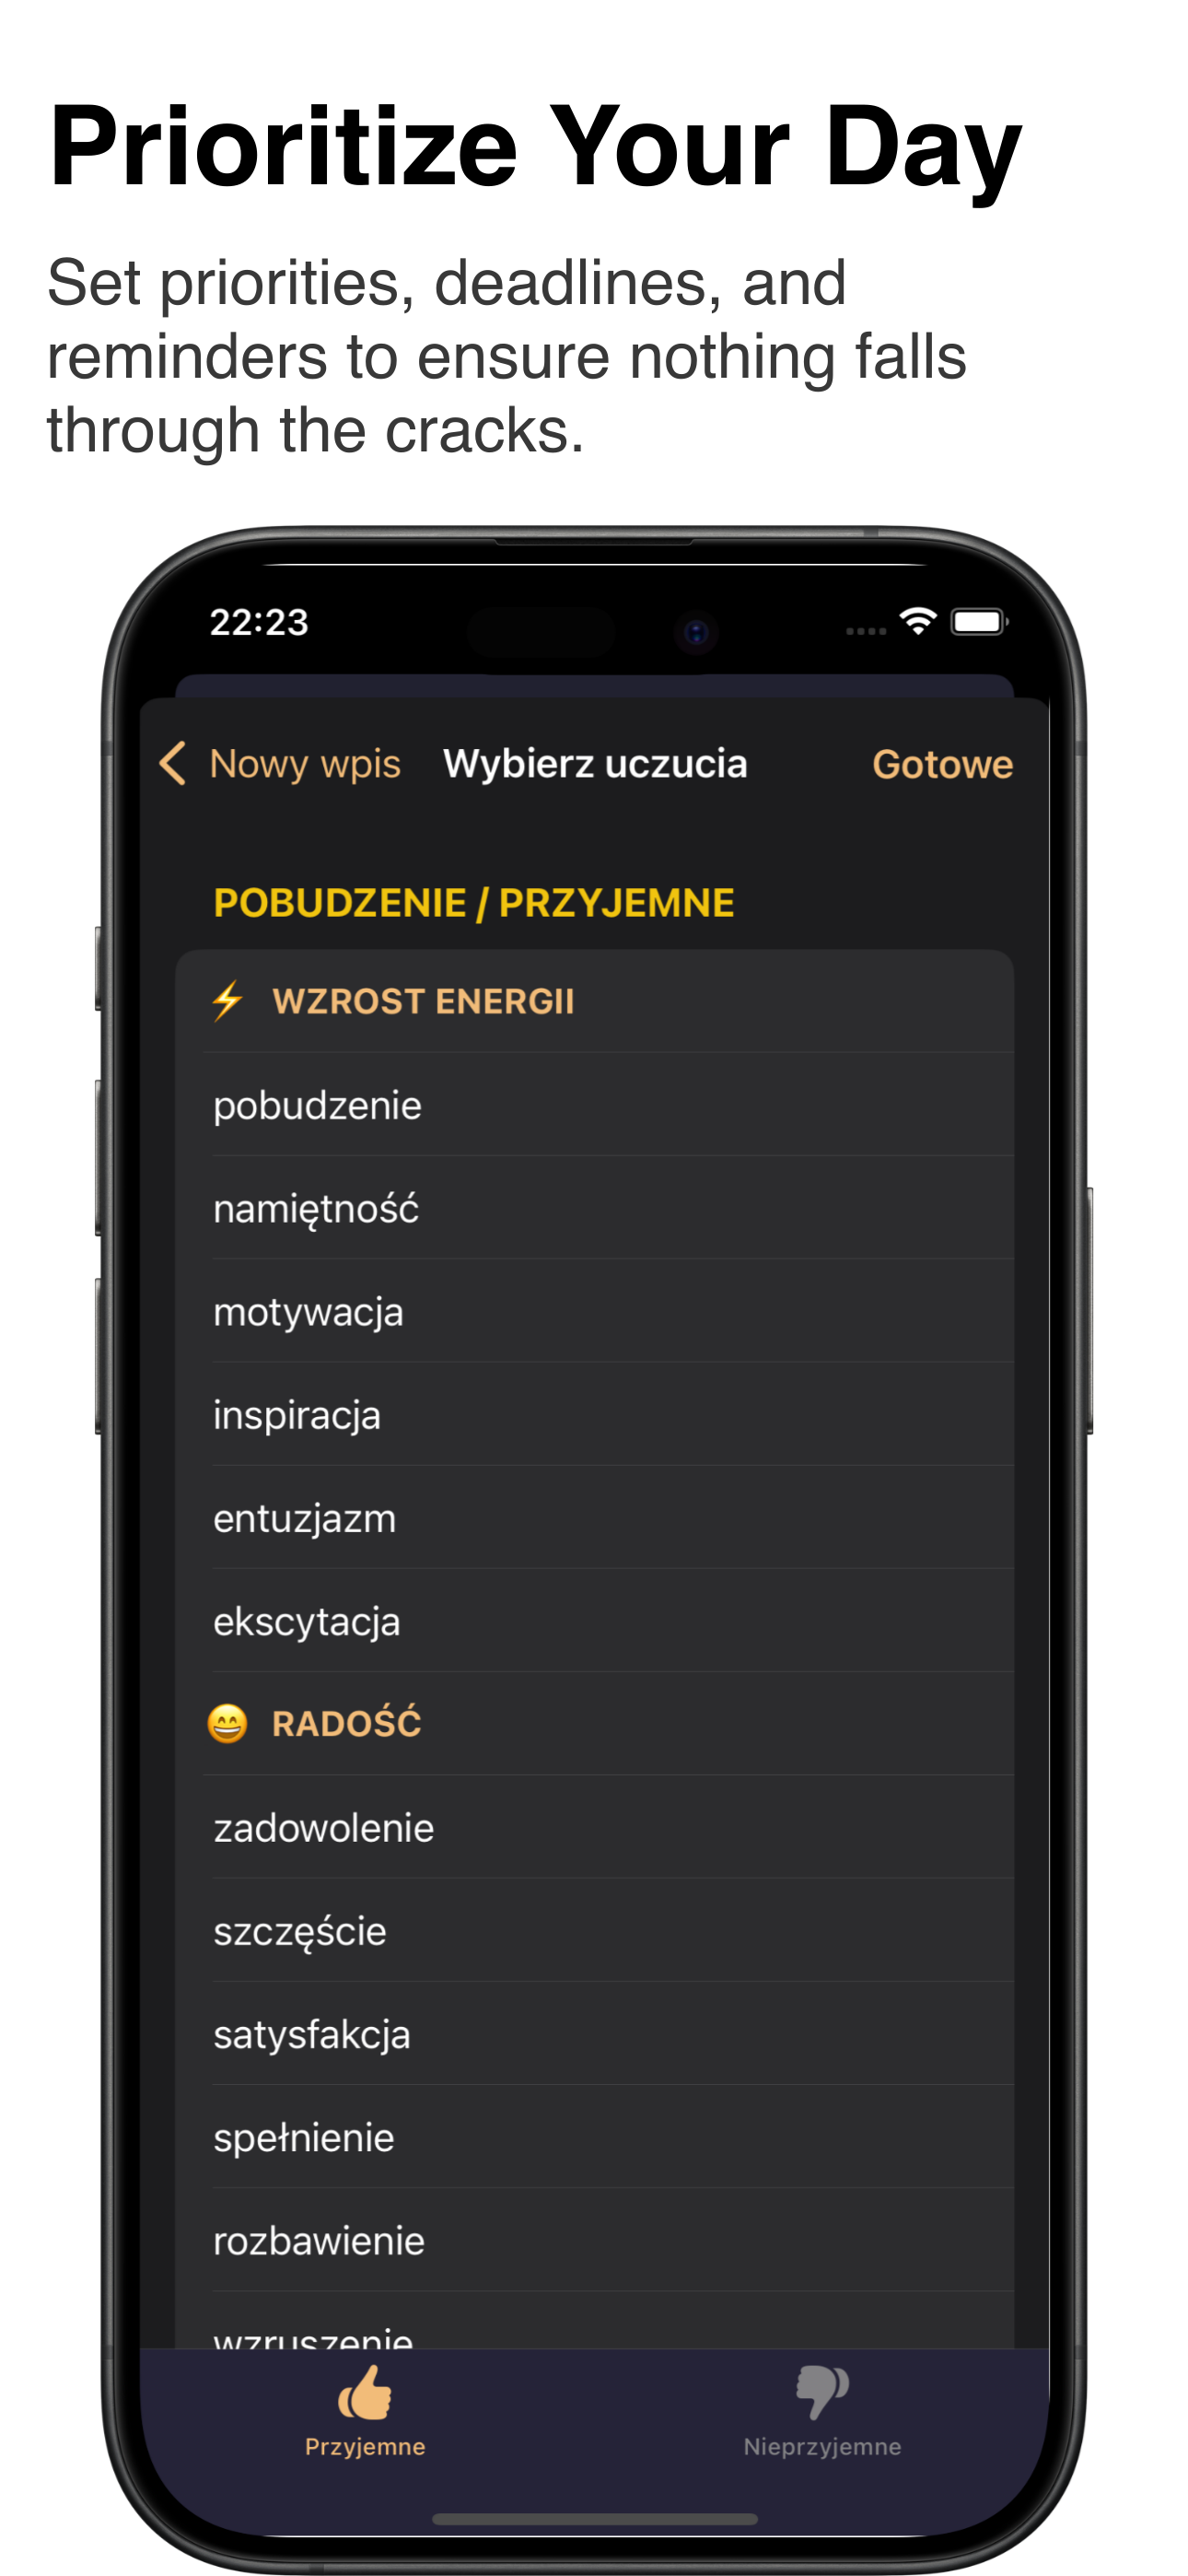 Prioritize Your Day
Set priorities, deadlines, and
reminders to ensure nothing falls
through the cracks.
22:23
Nowy wpis Wybierz uczucia Gotowe
POBUDZENIE / PRZYJEMNE
⚡ WZROST ENERGII
pobudzenie
namiętność
motywacja
inspiracja
entuzjazm
ekscytacja
😄 RADOŚĆ
zadowolenie
szczęście
satysfakcja
spełnienie
rozbawienie
wzruszenie
Przyjemne Nieprzyjemne